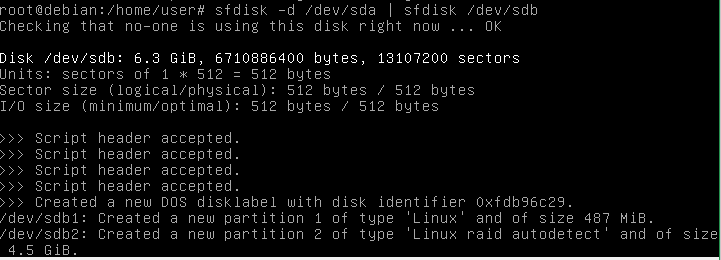 root@debian:/home/user# sfdisk -d /dev/sda | sfdisk /dev/sdb
Checking that no-one is using this disk right now ... OK
Disk /dev/sdb: 6.3 GiB, 6710886400 bytes, 13107200 sectors
Units: sectors of 1 * 512 = 512 bytes
Sector size (logical/physical): 512 bytes / 512 bytes
I/O size (minimum/optimal): 512 bytes / 512 bytes
>>> Script header accepted.
>>> Script header accepted.
>>> Script header accepted.
>>> Script header accepted.
>>> Created a new DOS disklabel with disk identifier 0xfdb96c29.
/dev/sdb1: Created a new partition 1 of type 'Linux' and of size 487 MiB.
/dev/sdb2: Created a new partition 2 of type 'Linux raid autodetect' and of size
4.5 GiB.